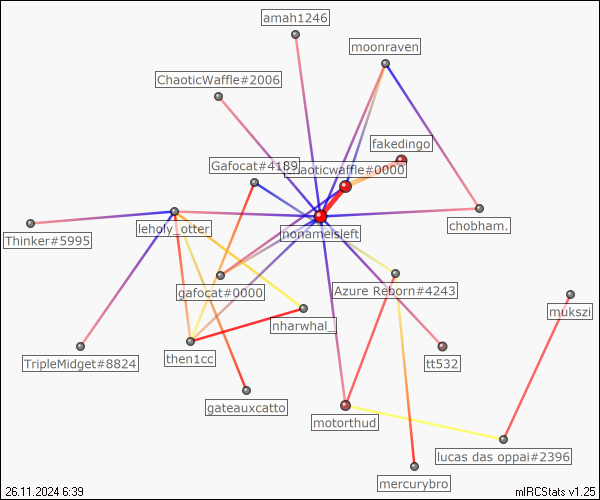 amah1246
moonraven
ChaoticWaffle#2006
fakedingo
Gafocat#4189
chaoticwaffle#0000
leholy_otter
chobham.
Thinker#5995
nonameisleft
gafocat#0000
Azure Reborn#4243
mukszi
nharwhal_
then1cc
TripleMidget#8824
tt532
gateauxcatto
motorthud
lucas das oppai#2396
mercurybro
26.11.2024 6:39
mIRCStats v1.25